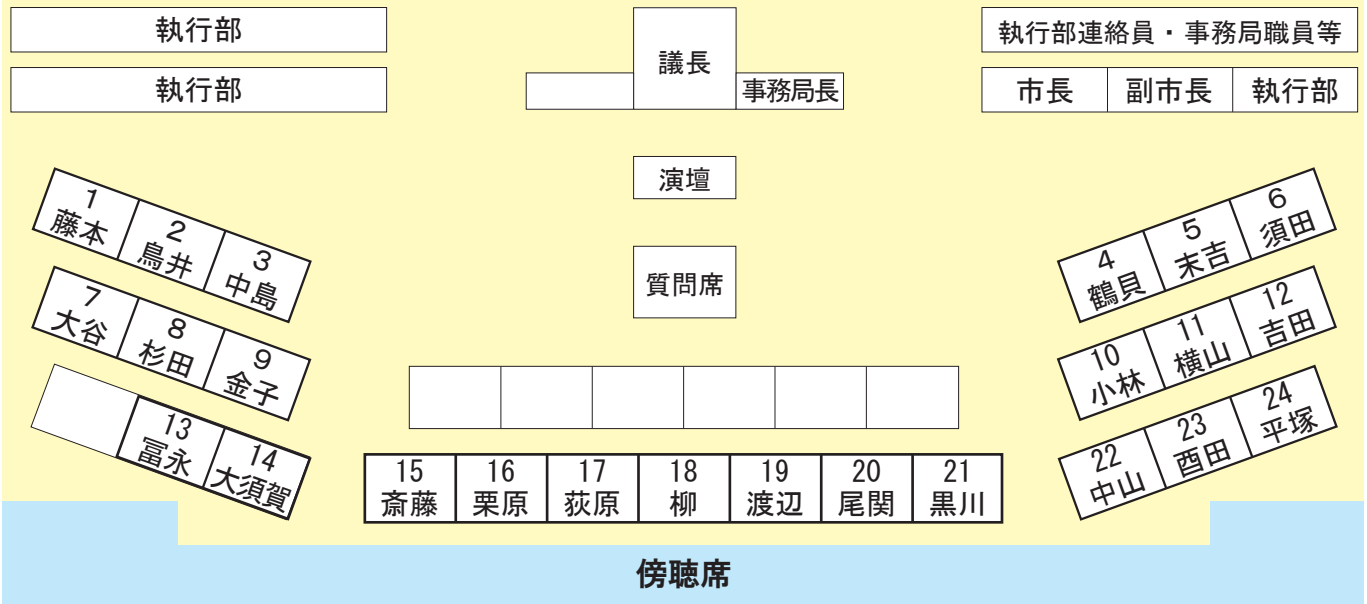 執行部
執行部
議長
事務局長
執行部連絡員・事務局職員等
市長 副市長 執行部
演壇
質問席
1
藤本
2
鳥井
3
中島
4
鶴貝
5
末吉
6
須田
7
大谷
8
杉田
9
金子
10
小林
11
横山
12
吉田
13
冨永
14
大須賀
15
斎藤
16
栗原
17
荻原
18
柳
19
渡辺
20
尾関
21
黒川
22
中山
23
酉田
24
平塚
傍聴席